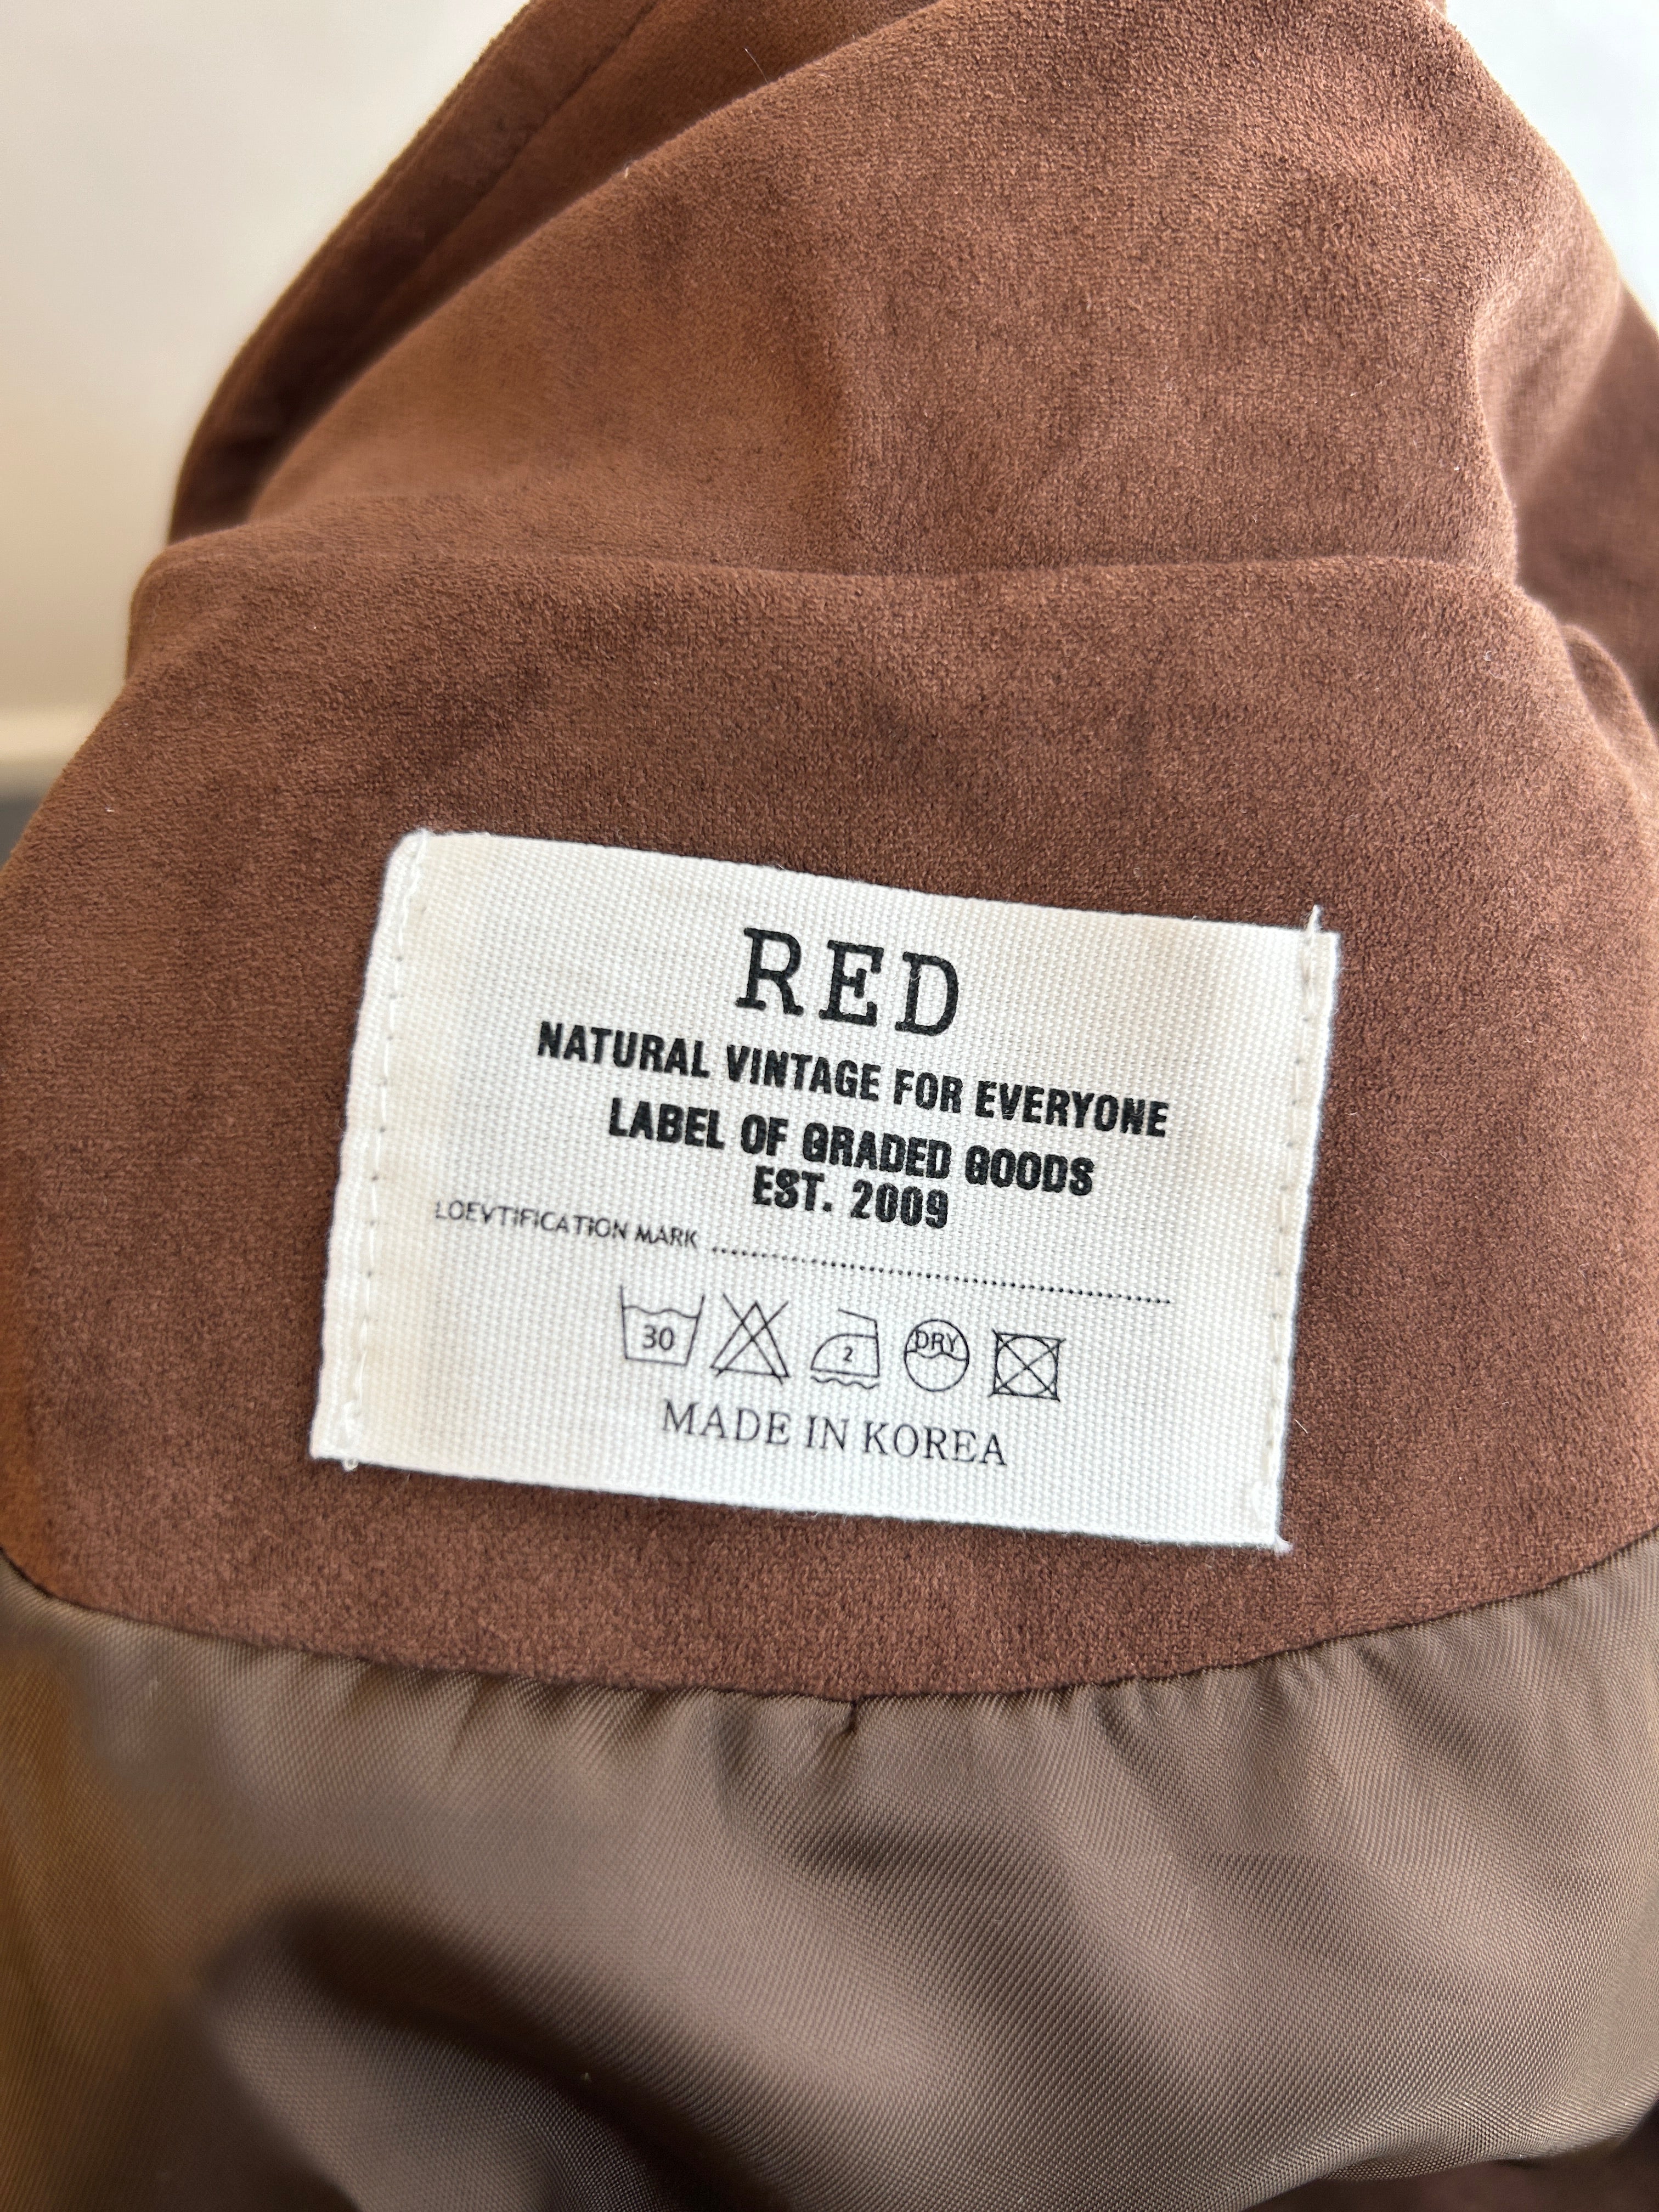 RED
NATURAL VINTAGE FOR EVERYONE
LABEL OF GRADED GOODS
EST. 2009
LOEVTIFICATION MARK ........................................
30 2 DRY
MADE IN KOREA